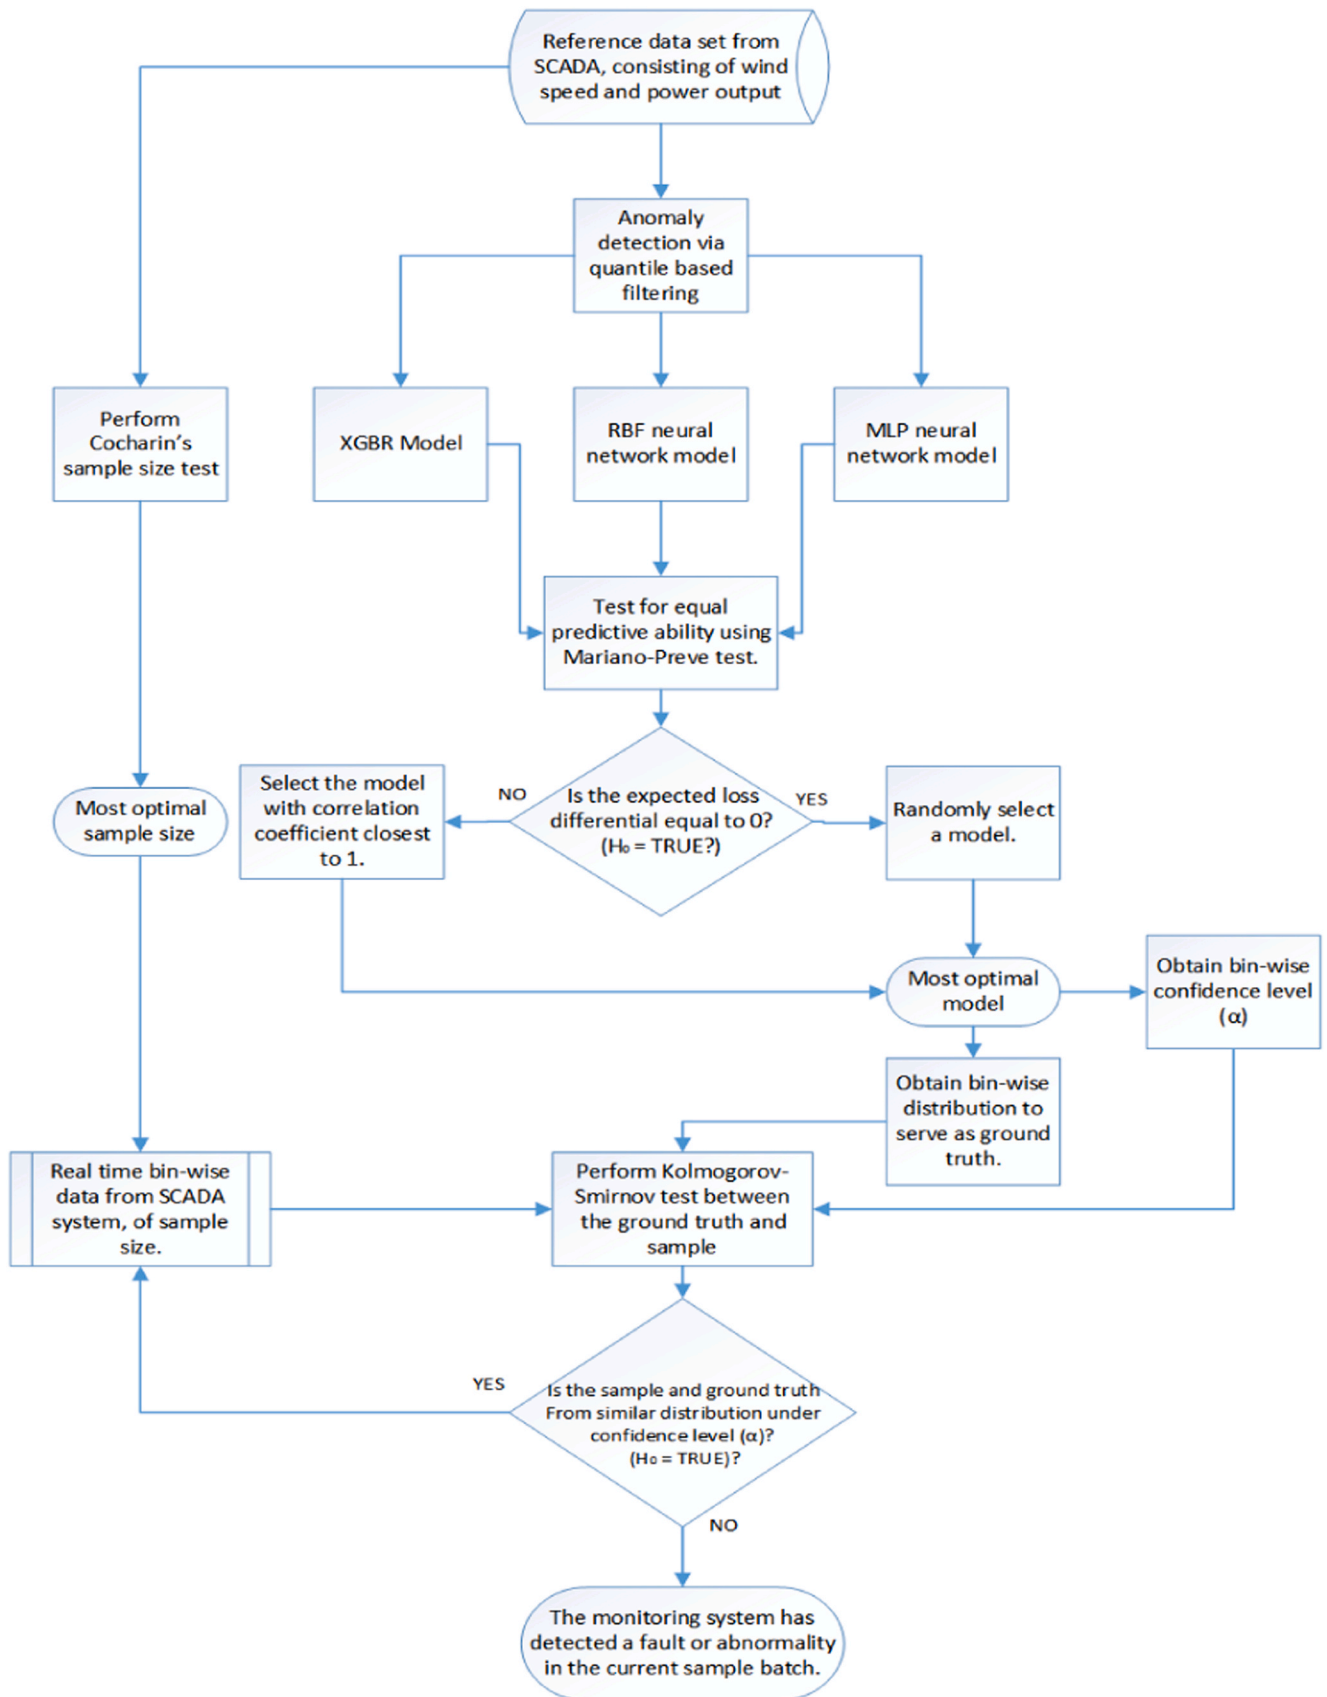 Reference data set from
SCADA, consisting of wind
speed and power output
Anomaly
detection via
quantile based
filtering
Perform
Cocharin's
sample size test
XGBR Model
RBF neural
network model
MLP neural
network model
Test for equal
predictive ability using
Mariano-Preve test.
Most optimal
sample size
Select the model
with correlation
coefficient closest
to 1.
NO
Is the expected loss
differential equal to 0?
(H₀ = TRUE?)
YES
Randomly select
a model.
Most optimal
model
Obtain bin-wise
confidence level
(α)
Obtain bin-wise
distribution to
serve as ground
truth.
Real time bin-wise
data from SCADA
system, of sample
size.
Perform Kolmogorov-
Smirnov test between
the ground truth and
sample
YES
Is the sample and ground truth
From similar distribution under
confidence level (α)?
(H₀ = TRUE)?
NO
The monitoring system has
detected a fault or abnormality
in the current sample batch.